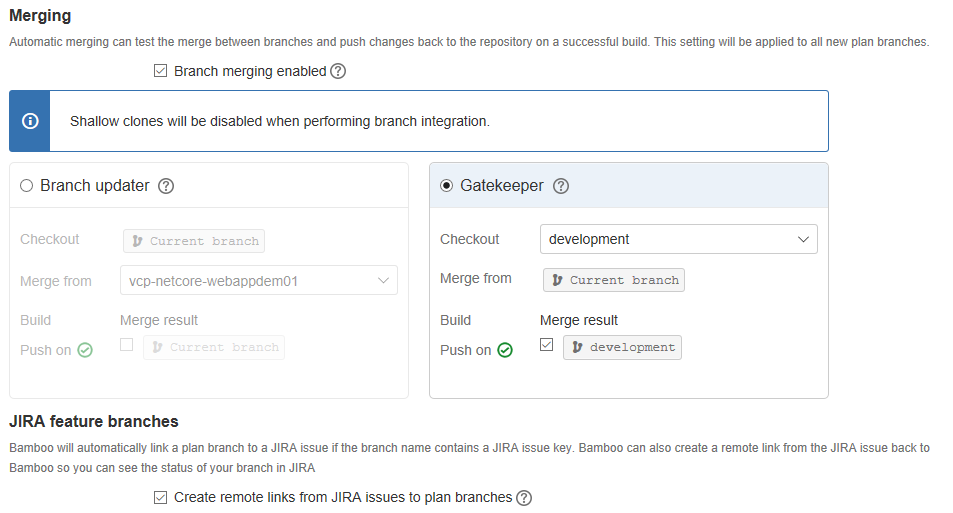 Merging
Automatic merging can test the merge between branches and push changes back to the repository on a successful build. This setting will be applied to all new plan branches.
Branch merging enabled
Shallow clones will be disabled when performing branch integration.
Branch updater
Checkout Current branch
Merge from vcp-netcore-webappdem01
Build Merge result
Push on Current branch
Gatekeeper
Checkout development
Merge from Current branch
Build Merge result
Push on development
JIRA feature branches
Bamboo will automatically link a plan branch to a JIRA issue if the branch name contains a JIRA issue key. Bamboo can also create a remote link from the JIRA issue back to
Bamboo so you can see the status of your branch in JIRA
Create remote links from JIRA issues to plan branches